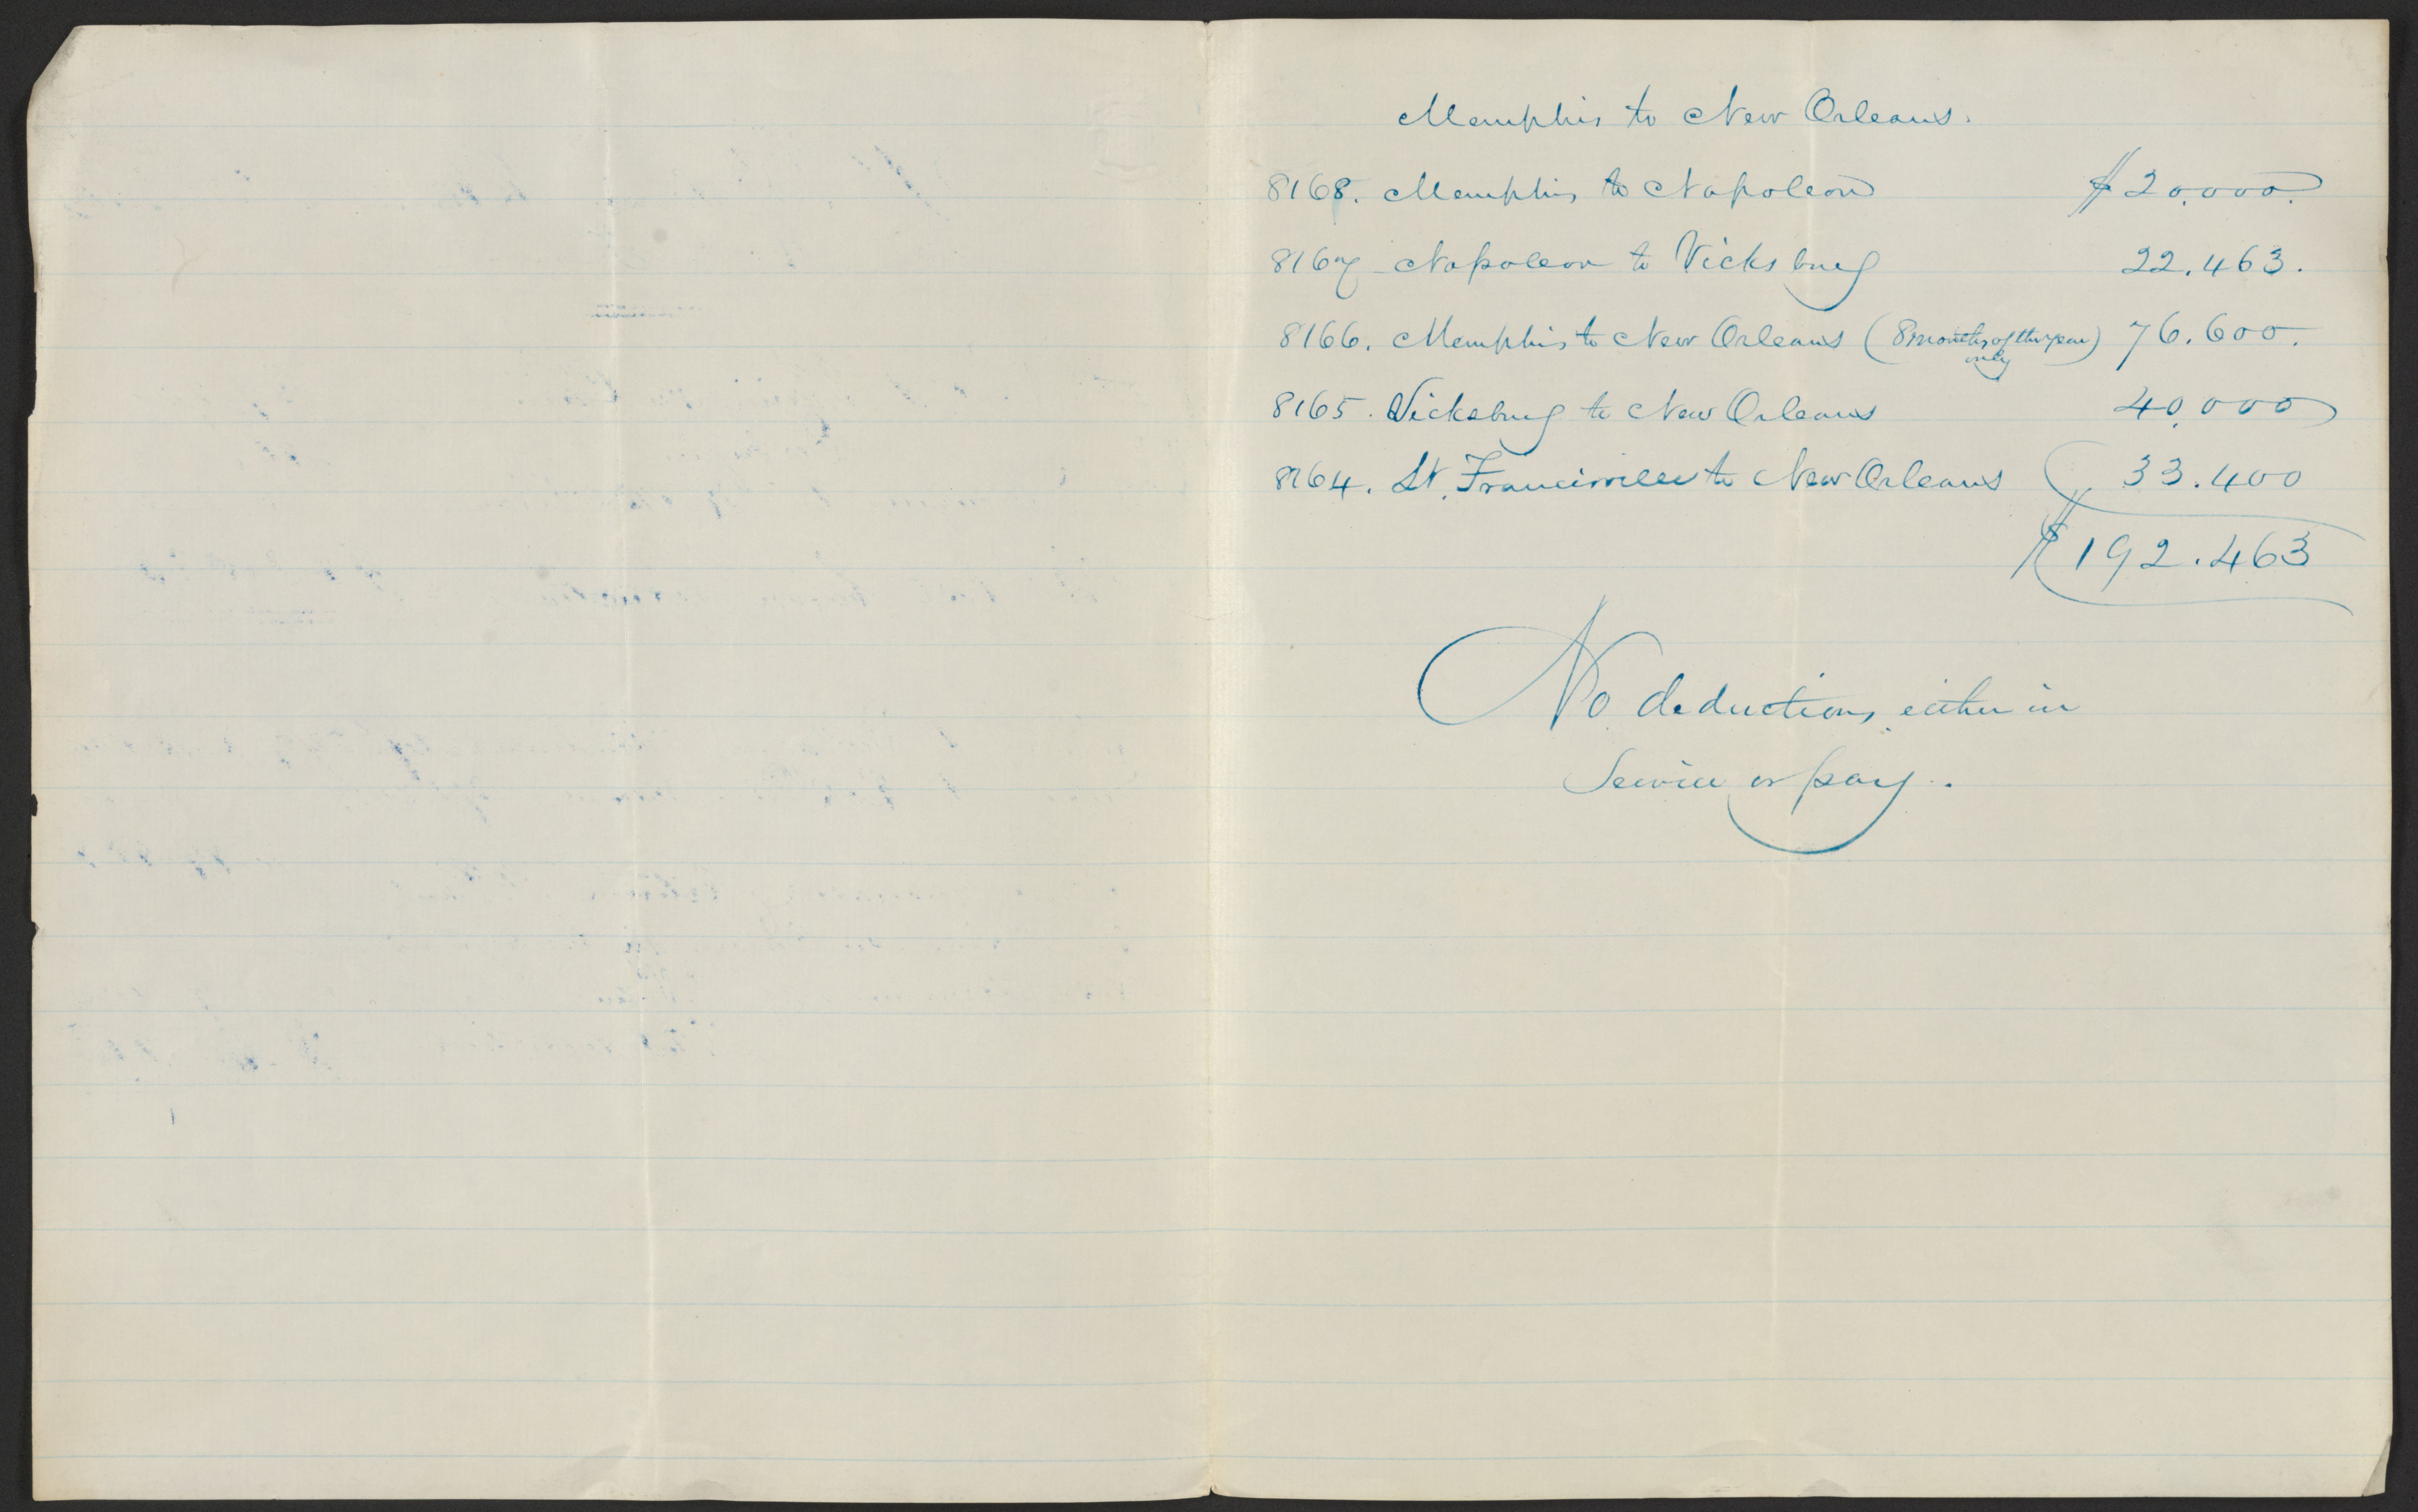 Memphis to New Orleans.
8168. Memphis to Napoleon $20.000.
8167 Napoleon to Vicksburg 22.463.
8166. Memphis to New Orleans (8 months of the year only) 76.600.
8165. Vicksburg to New Orleans 40.000
8164. St. Francisville to New Orleans 33.400
$192.463
No deductions either in
Service or pay.